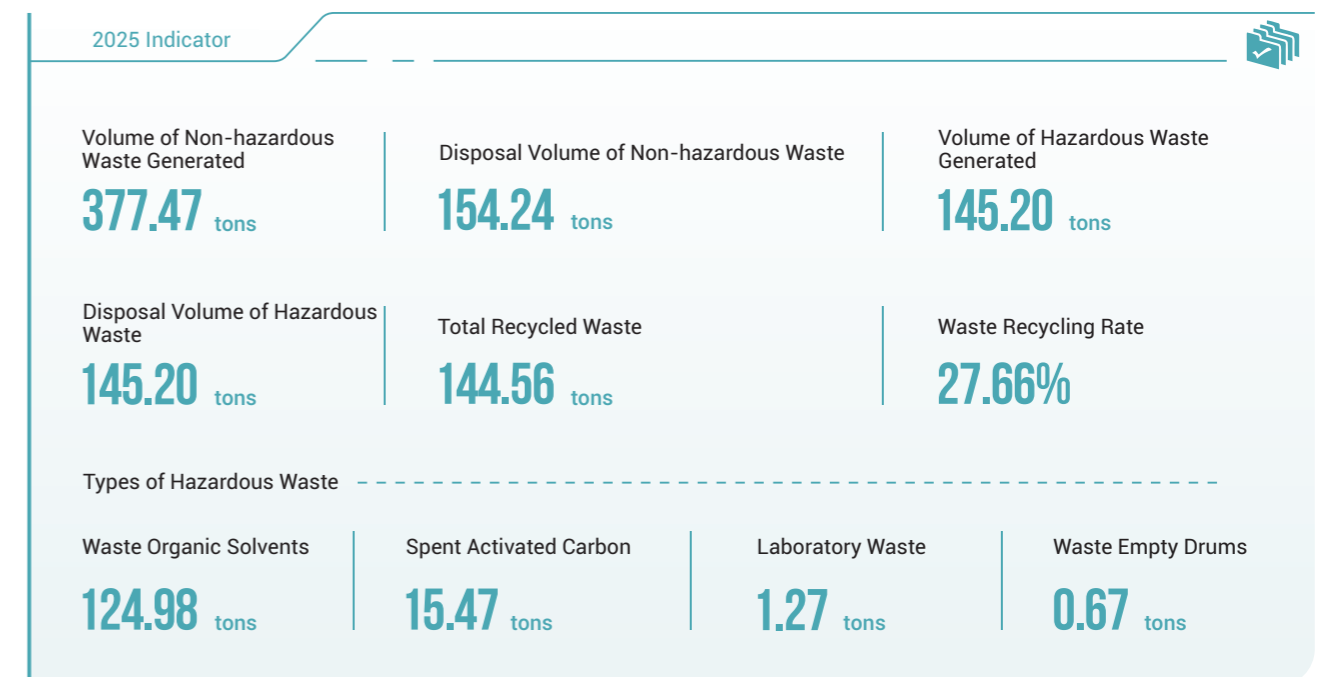 2025 Indicator
Volume of Non-hazardous
Waste Generated
377.47 tons
Disposal Volume of Non-hazardous Waste
154.24 tons
Volume of Hazardous Waste
Generated
145.20 tons
Disposal Volume of Hazardous
Waste
145.20 tons
Total Recycled Waste
144.56 tons
Waste Recycling Rate
27.66%
Types of Hazardous Waste
Waste Organic Solvents
124.98 tons
Spent Activated Carbon
15.47 tons
Laboratory Waste
1.27 tons
Waste Empty Drums
0.67 tons